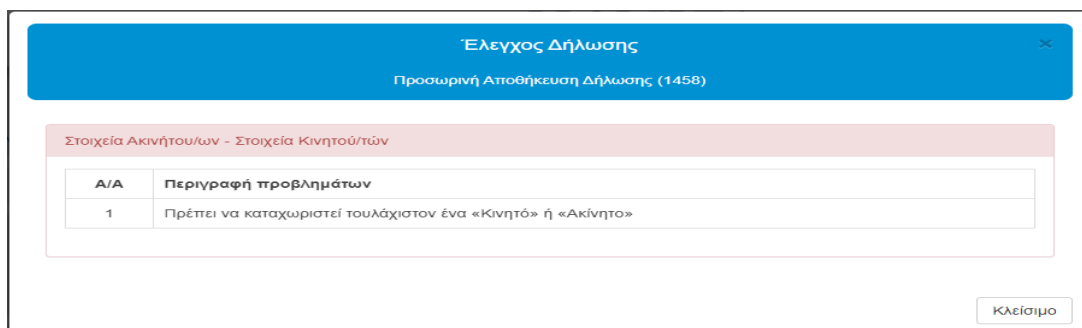 Έλεγχος Δήλωσης
×
Προσωρινή Αποθήκευση Δήλωσης (1458)
Στοιχεία Ακινήτου/ων - Στοιχεία Κινητού/τών
Α/Α Περιγραφή προβλημάτων
1 Πρέπει να καταχωριστεί τουλάχιστον ένα «Κινητό» ή «Ακίνητο»
Κλείσιμο